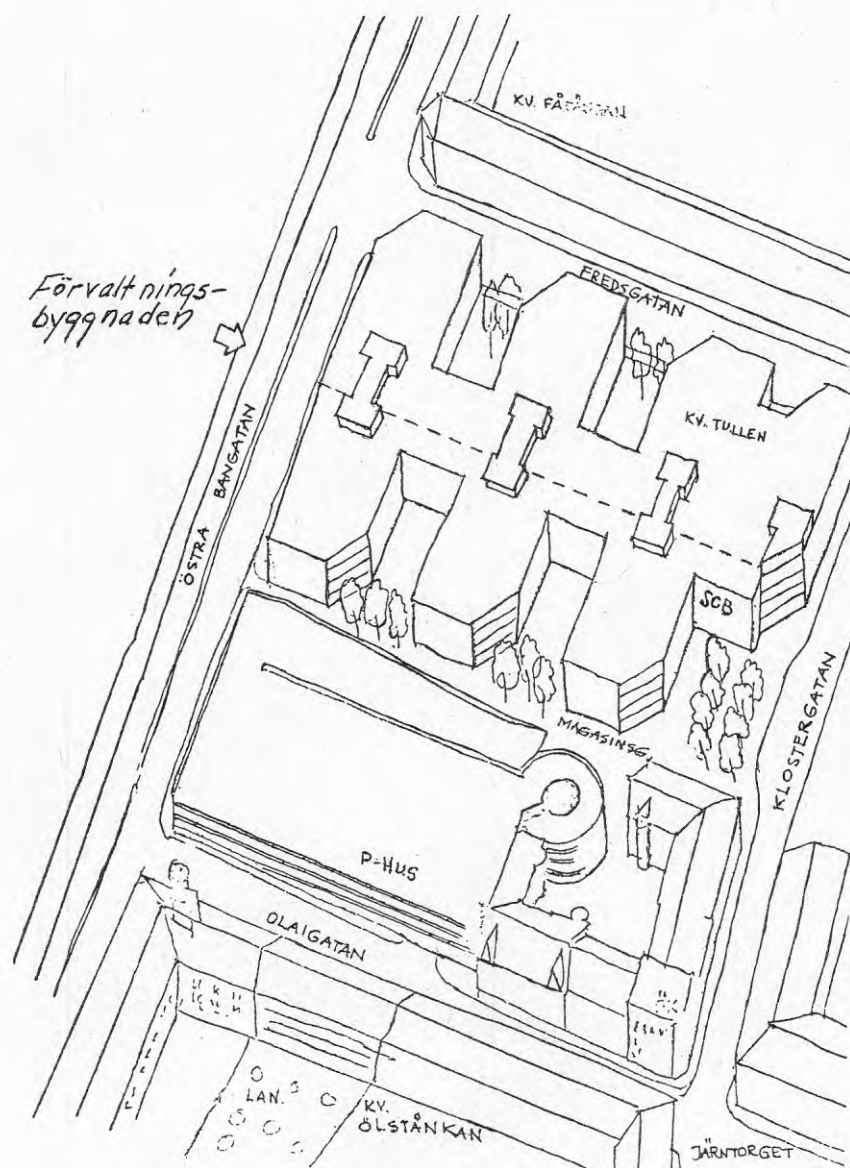 KV. FÅFÄNGAN
Förvaltnings-
byggnaden
FREDSGATAN
KV. TULLEN
ÖSTRA BANGATAN
SCB
MAGASINSG.
KLOSTERGATAN
P-HUS
OLAIGATAN
LAN.
KV.
ÖLSTÅNKAN
JÄRNTORGET